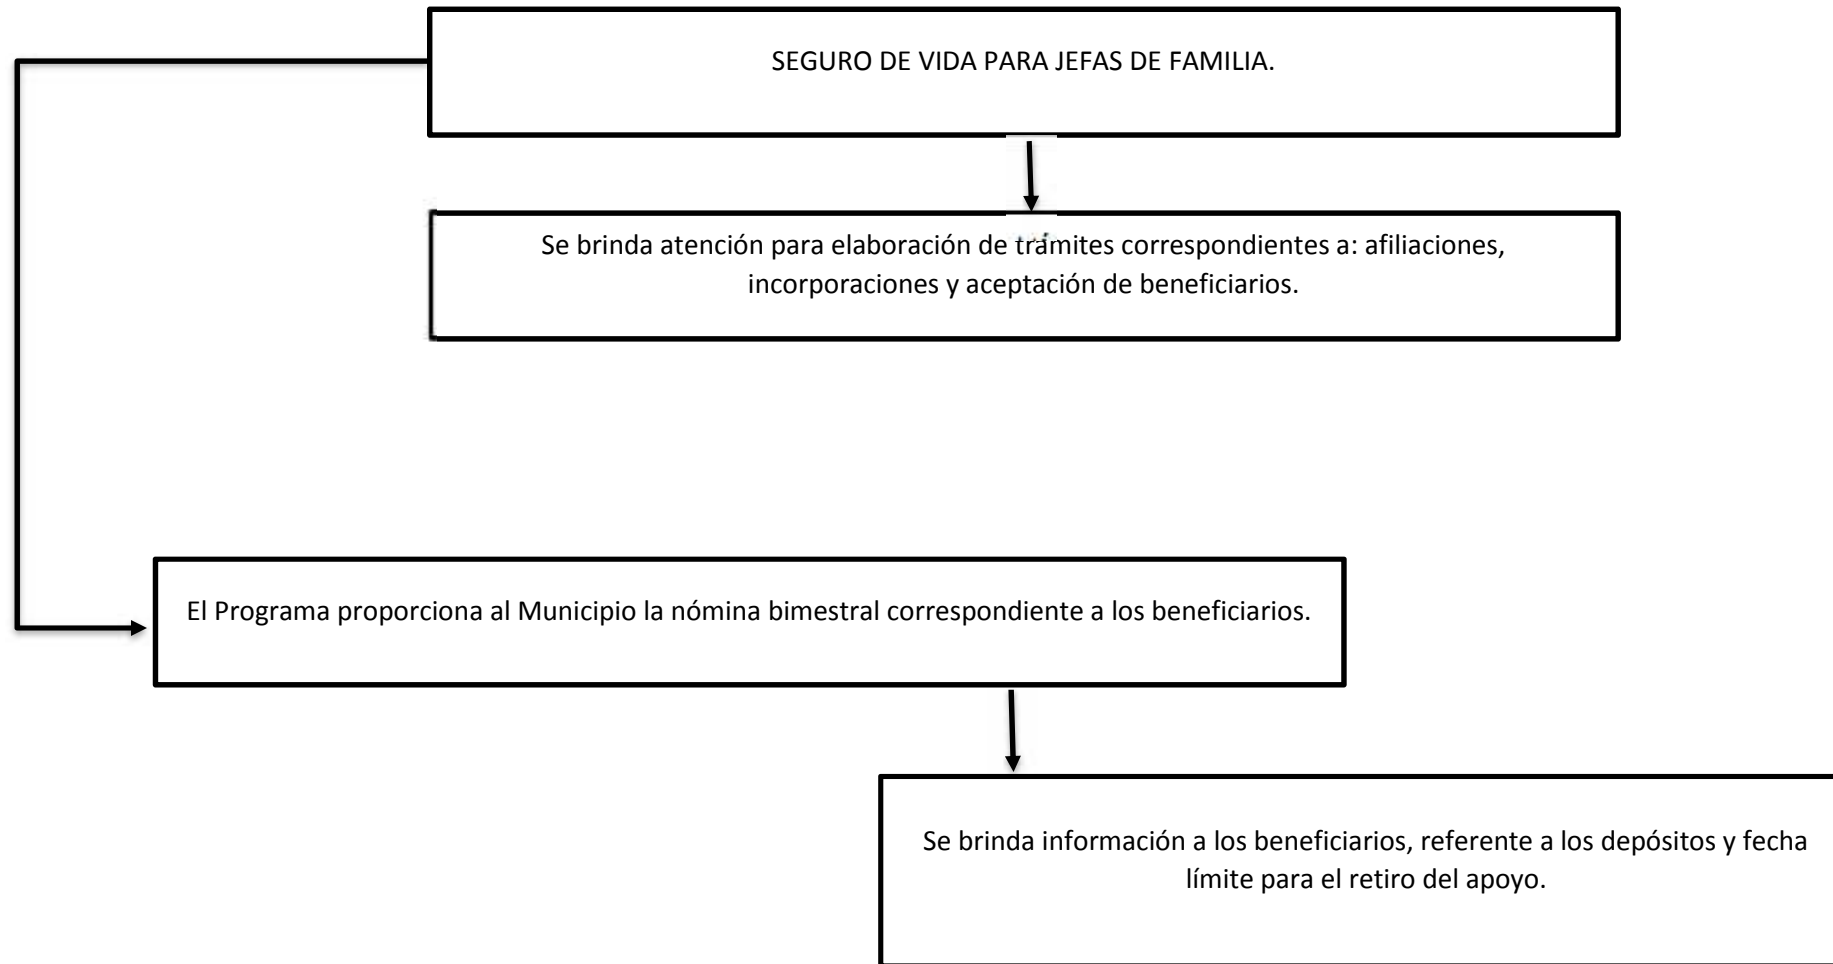 SEGURO DE VIDA PARA JEFAS DE FAMILIA.
Se brinda atención para elaboración de trámites correspondientes a: afiliaciones,
incorporaciones y aceptación de beneficiarios.
El Programa proporciona al Municipio la nómina bimestral correspondiente a los beneficiarios.
Se brinda información a los beneficiarios, referente a los depósitos y fecha
límite para el retiro del apoyo.